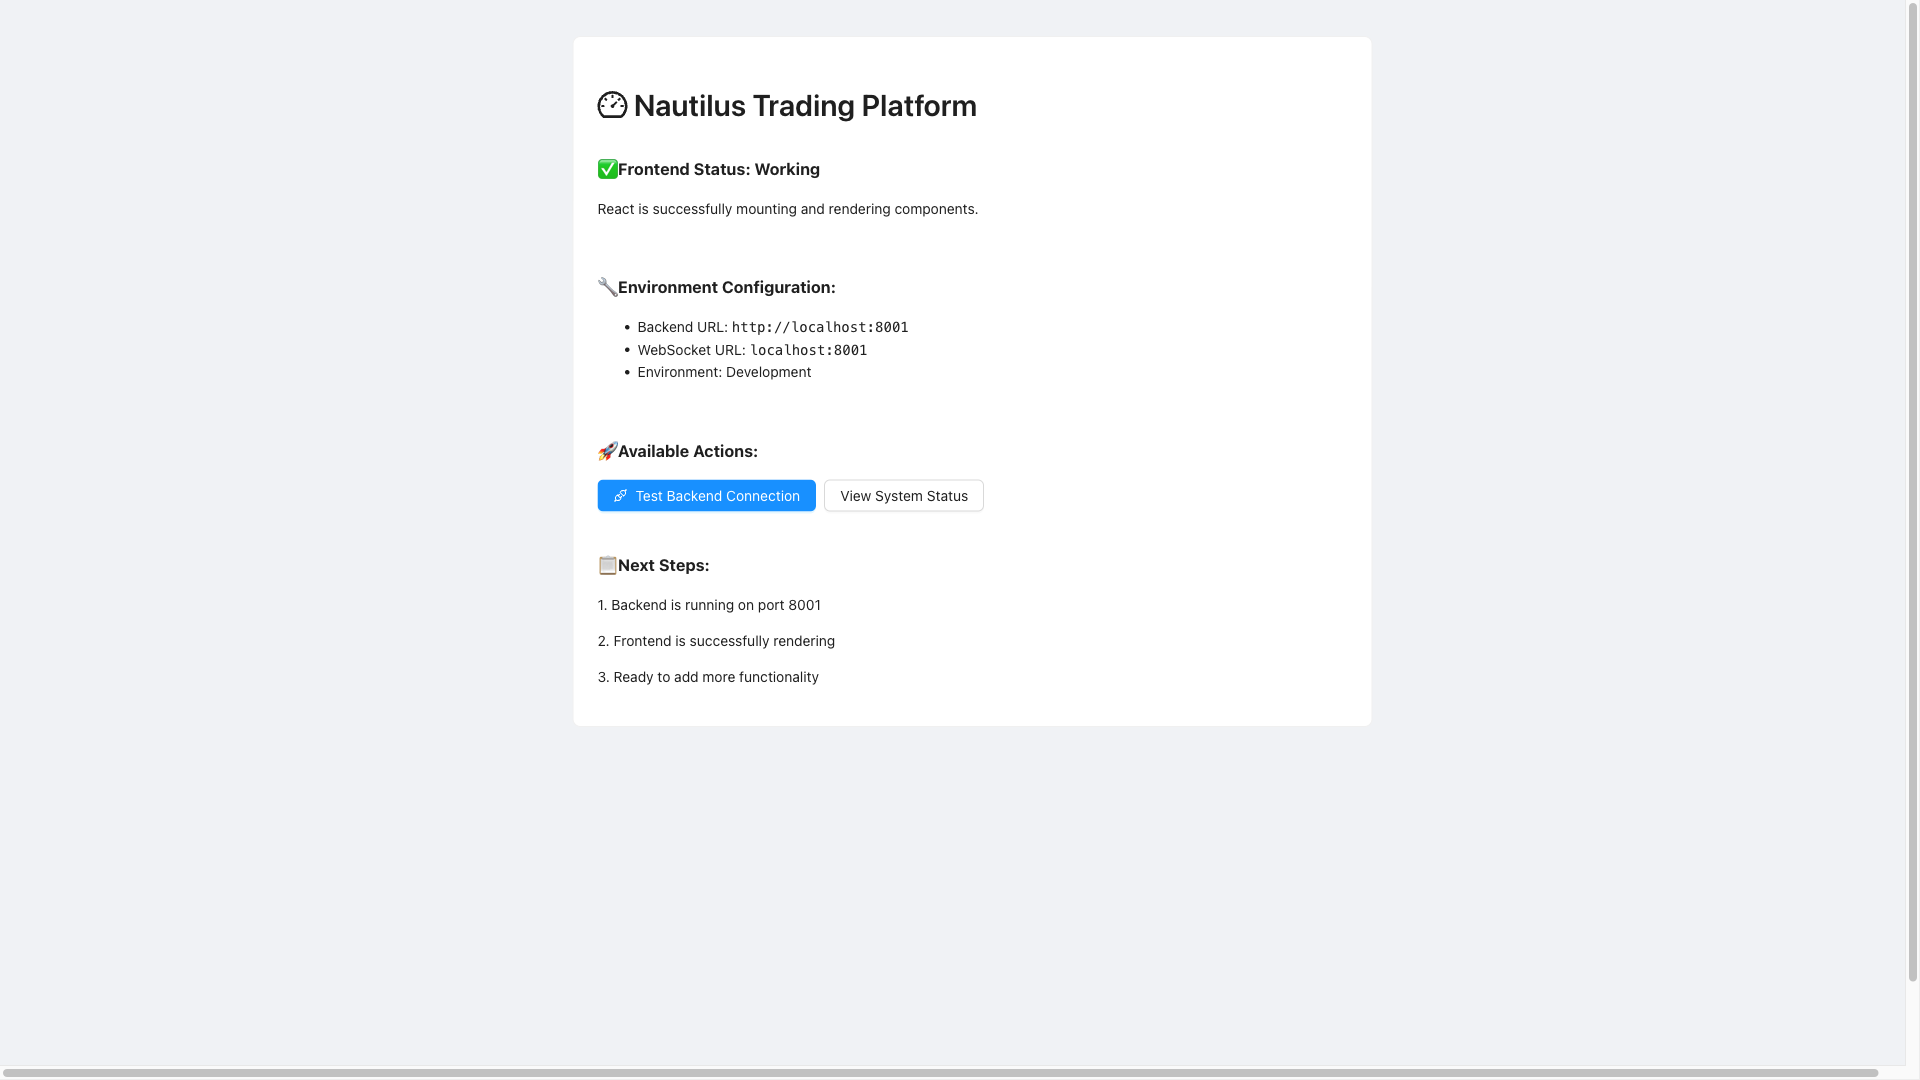 Nautilus Trading Platform
✅Frontend Status: Working
React is successfully mounting and rendering components.
🔧Environment Configuration:
• Backend URL: http://localhost:8001
• WebSocket URL: localhost:8001
• Environment: Development
🚀Available Actions:
Test Backend Connection View System Status
📋Next Steps:
1. Backend is running on port 8001
2. Frontend is successfully rendering
3. Ready to add more functionality